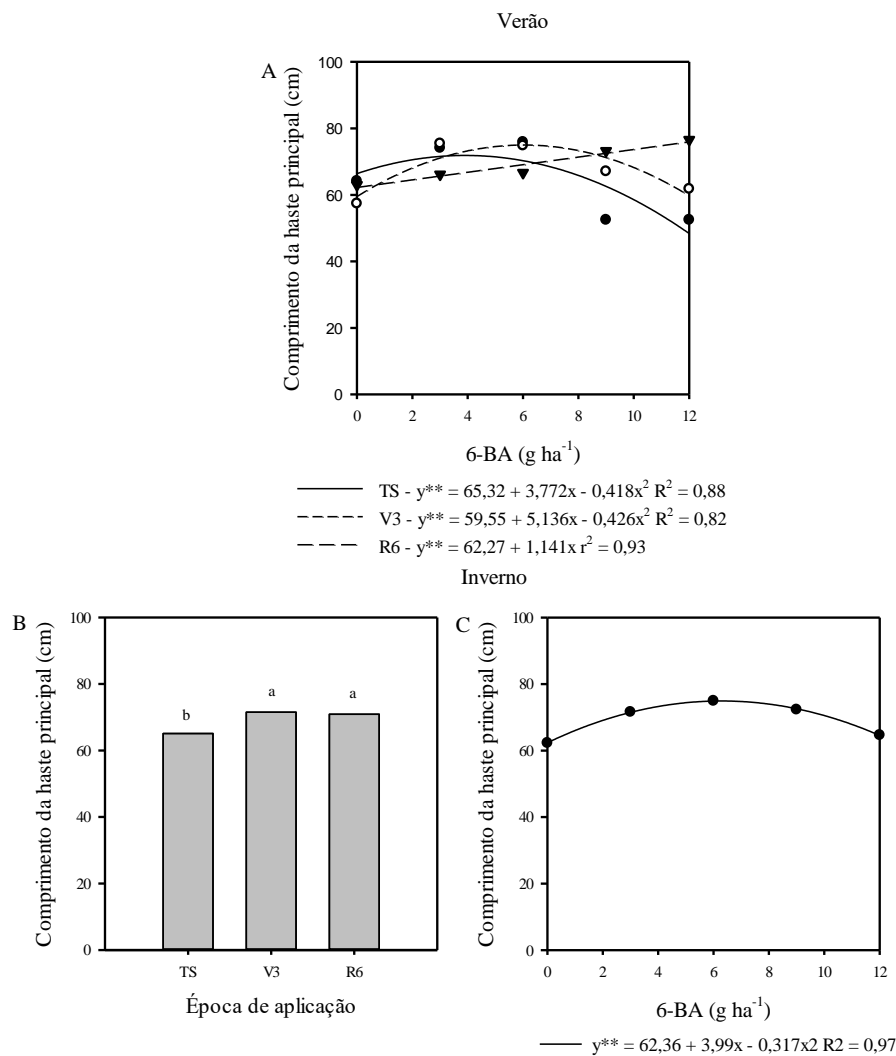 Verão
A
Comprimento da haste principal (cm)
100
80
60
40
20
0
0 2 4 6 8 10 12
6-BA (g ha⁻¹)
TS - y** = 65,32 + 3,772x - 0,418x² R² = 0,88
V3 - y** = 59,55 + 5,136x - 0,426x² R² = 0,82
R6 - y** = 62,27 + 1,141x r² = 0,93
Inverno
B
Comprimento da haste principal (cm)
100
80
60
40
20
0
b a a
TS V3 R6
Época de aplicação
C
Comprimento da haste principal (cm)
100
80
60
40
20
0
0 2 4 6 8 10 12
6-BA (g ha⁻¹)
y** = 62,36 + 3,99x - 0,317x2 R2 = 0,97